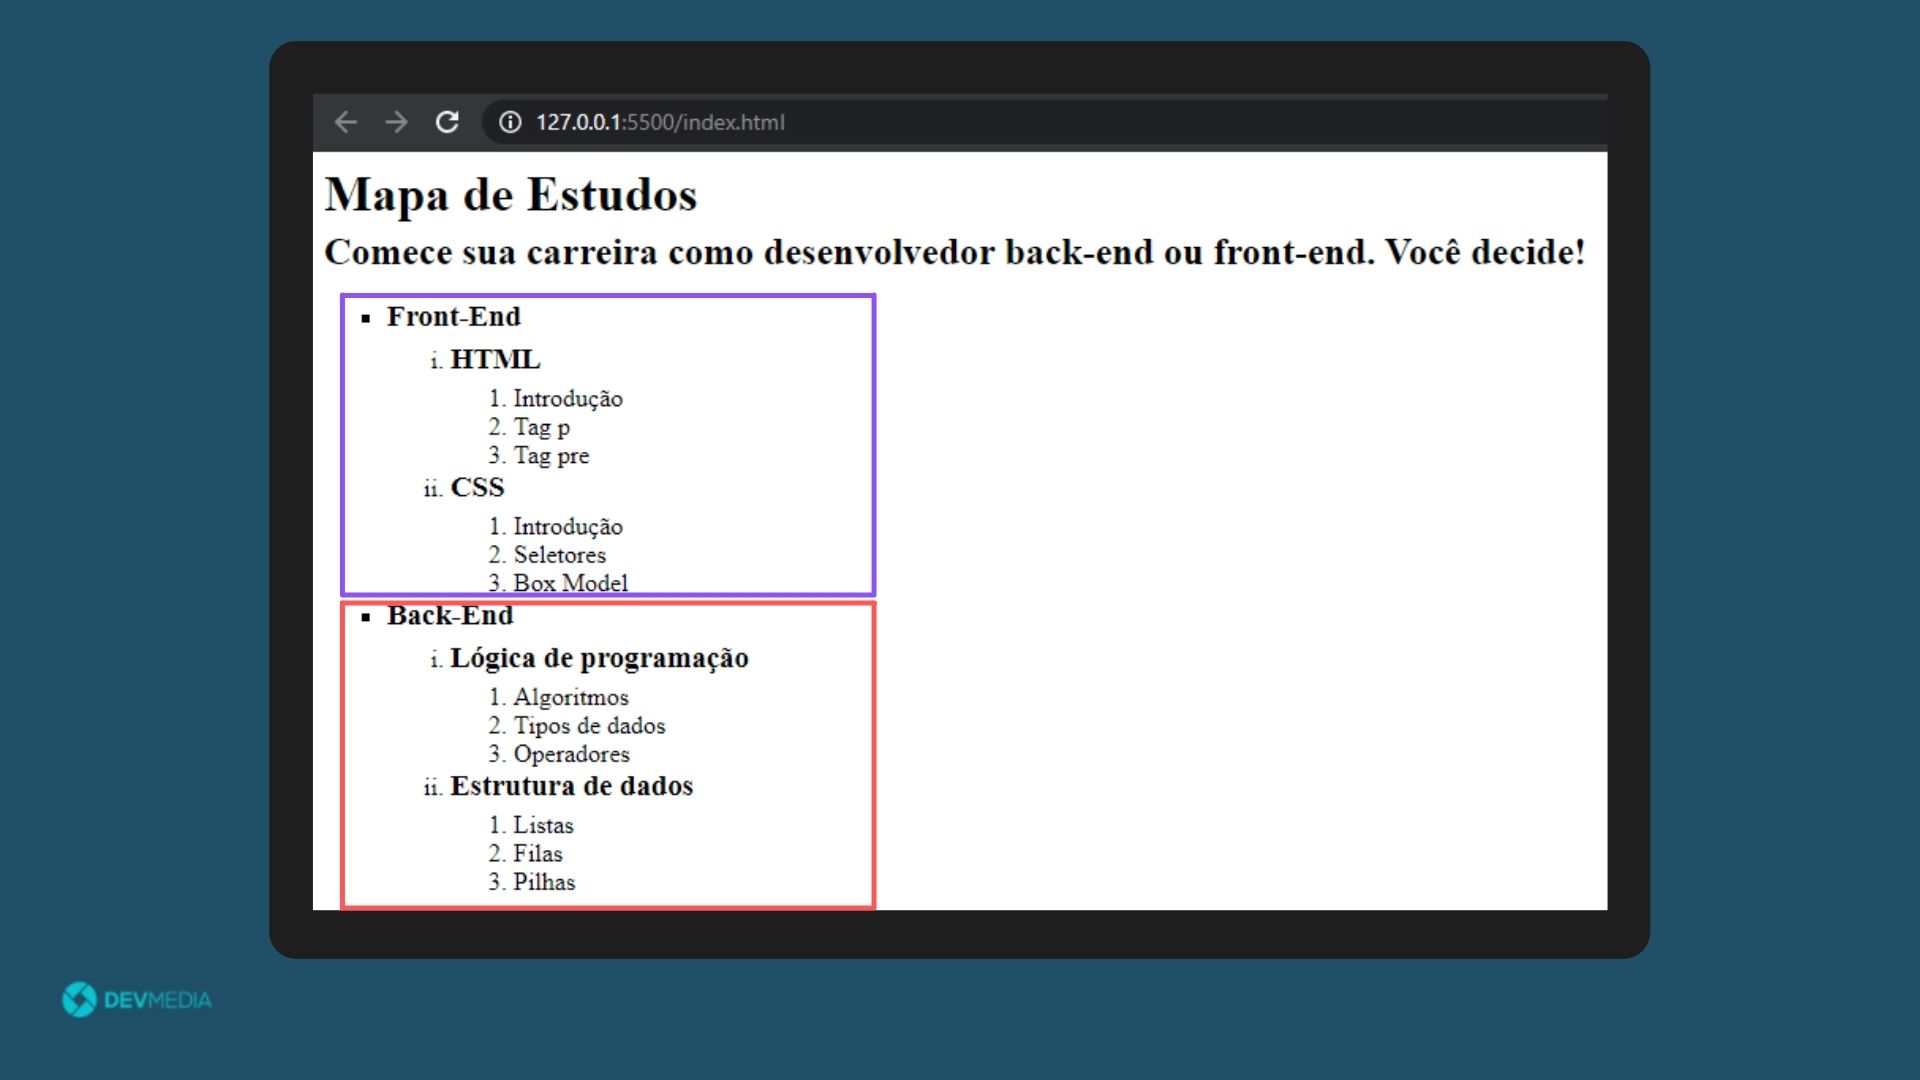 127.0.0.1:5500/index.html
Mapa de Estudos
Comece sua carreira como desenvolvedor back-end ou front-end. Você decide!
▪ Front-End
i. HTML
1. Introdução
2. Tag p
3. Tag pre
ii. CSS
1. Introdução
2. Seletores
3. Box Model
▪ Back-End
i. Lógica de programação
1. Algoritmos
2. Tipos de dados
3. Operadores
ii. Estrutura de dados
1. Listas
2. Filas
3. Pilhas
DEVMEDIA